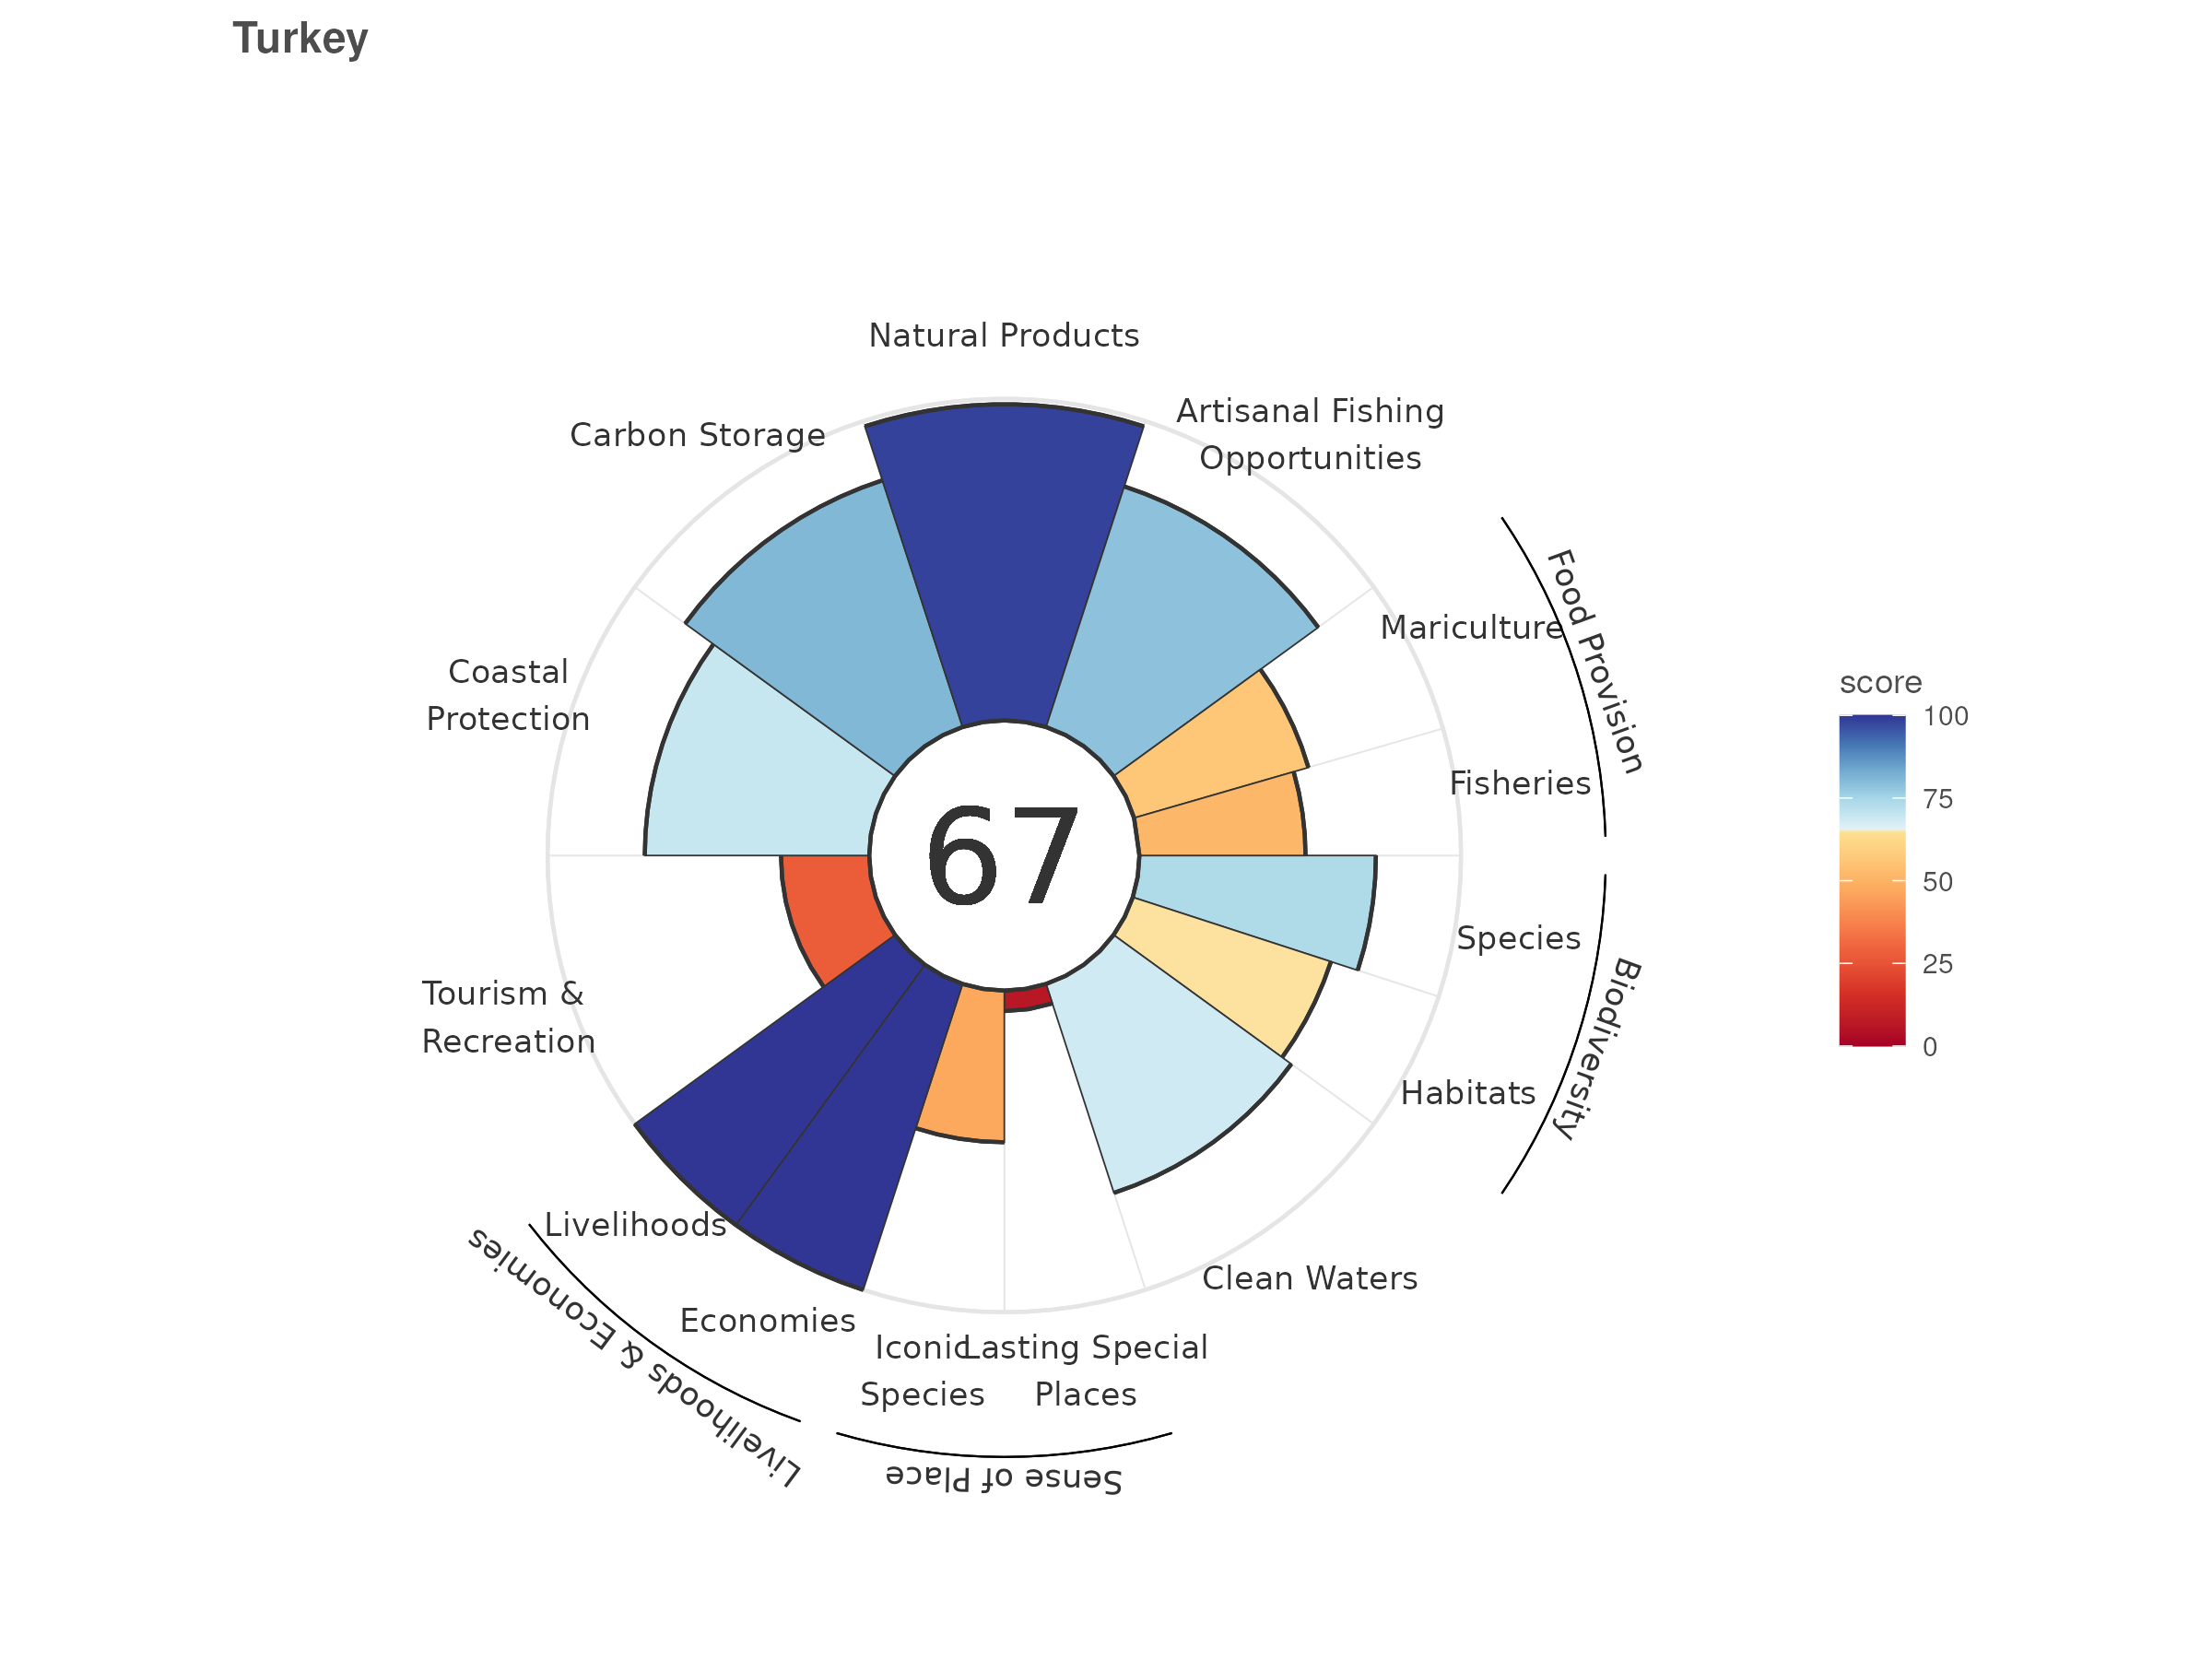 Turkey
Natural Products
Artisanal Fishing
Opportunities
Carbon Storage
Mariculture
Food Provision
Coastal
Protection
Fisheries
67
score
100
75
50
25
0
Species
Biodiversity
Habitats
Tourism &
Recreation
Livelihoods
Livelihoods & Economies
Economies
Clean Waters
Iconic
Species
Lasting Special
Places
Sense of Place